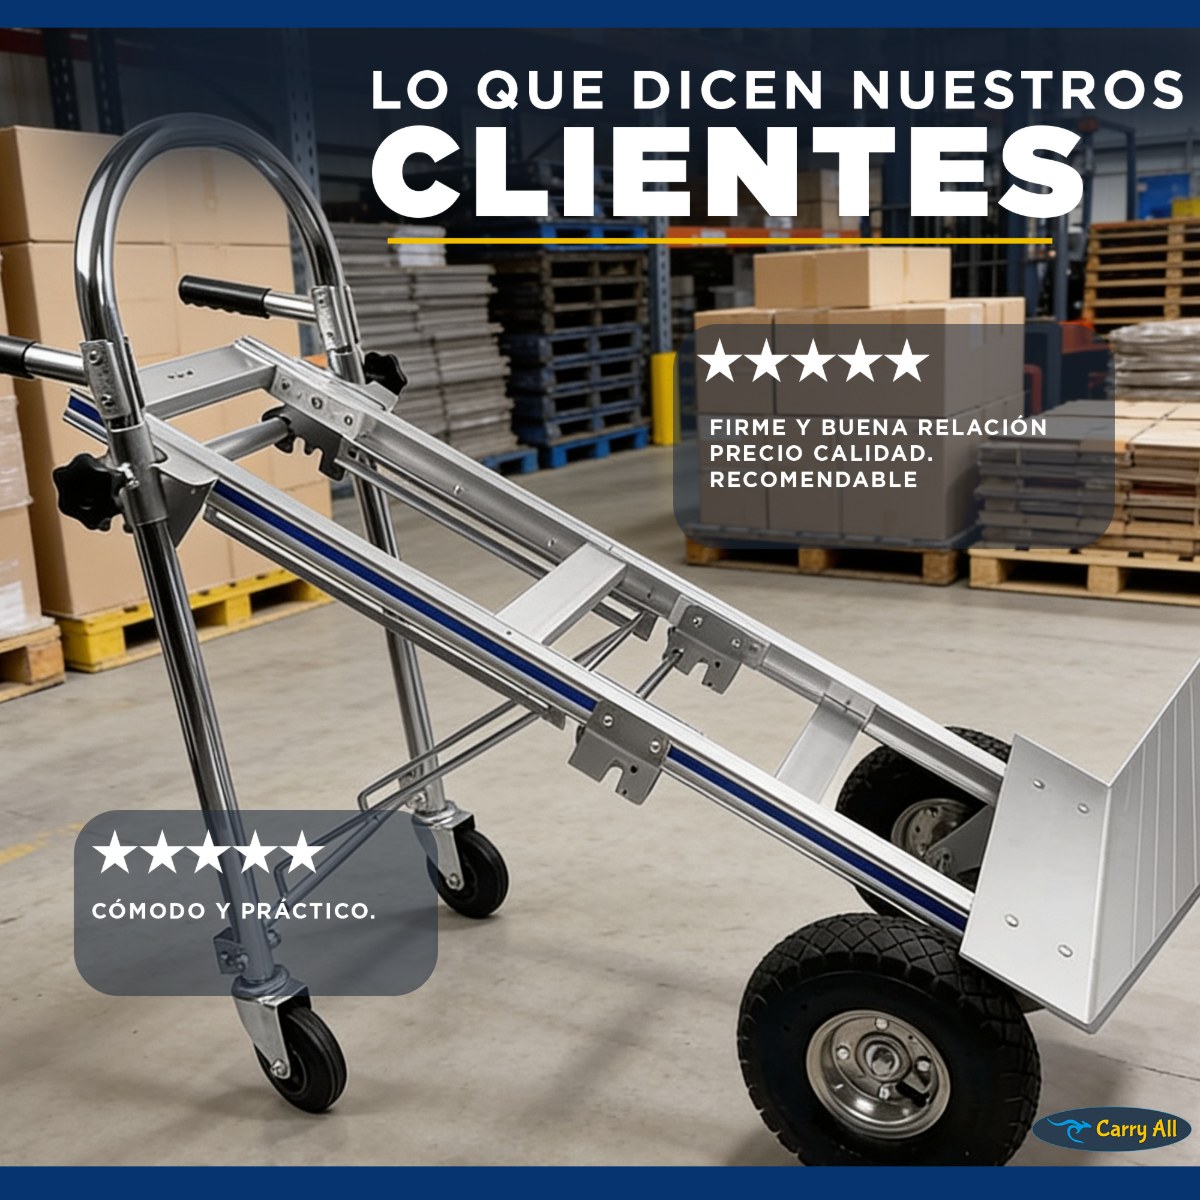 LO QUE DICEN NUESTROS
CLIENTES
FIRME Y BUENA RELACIÓN
PRECIO CALIDAD.
RECOMENDABLE
CÓMODO Y PRÁCTICO.
Carry All